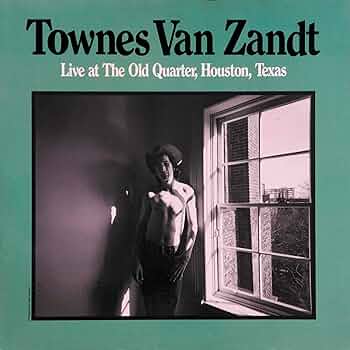 Townes Van Zandt
Live at The Old Quarter, Houston, Texas